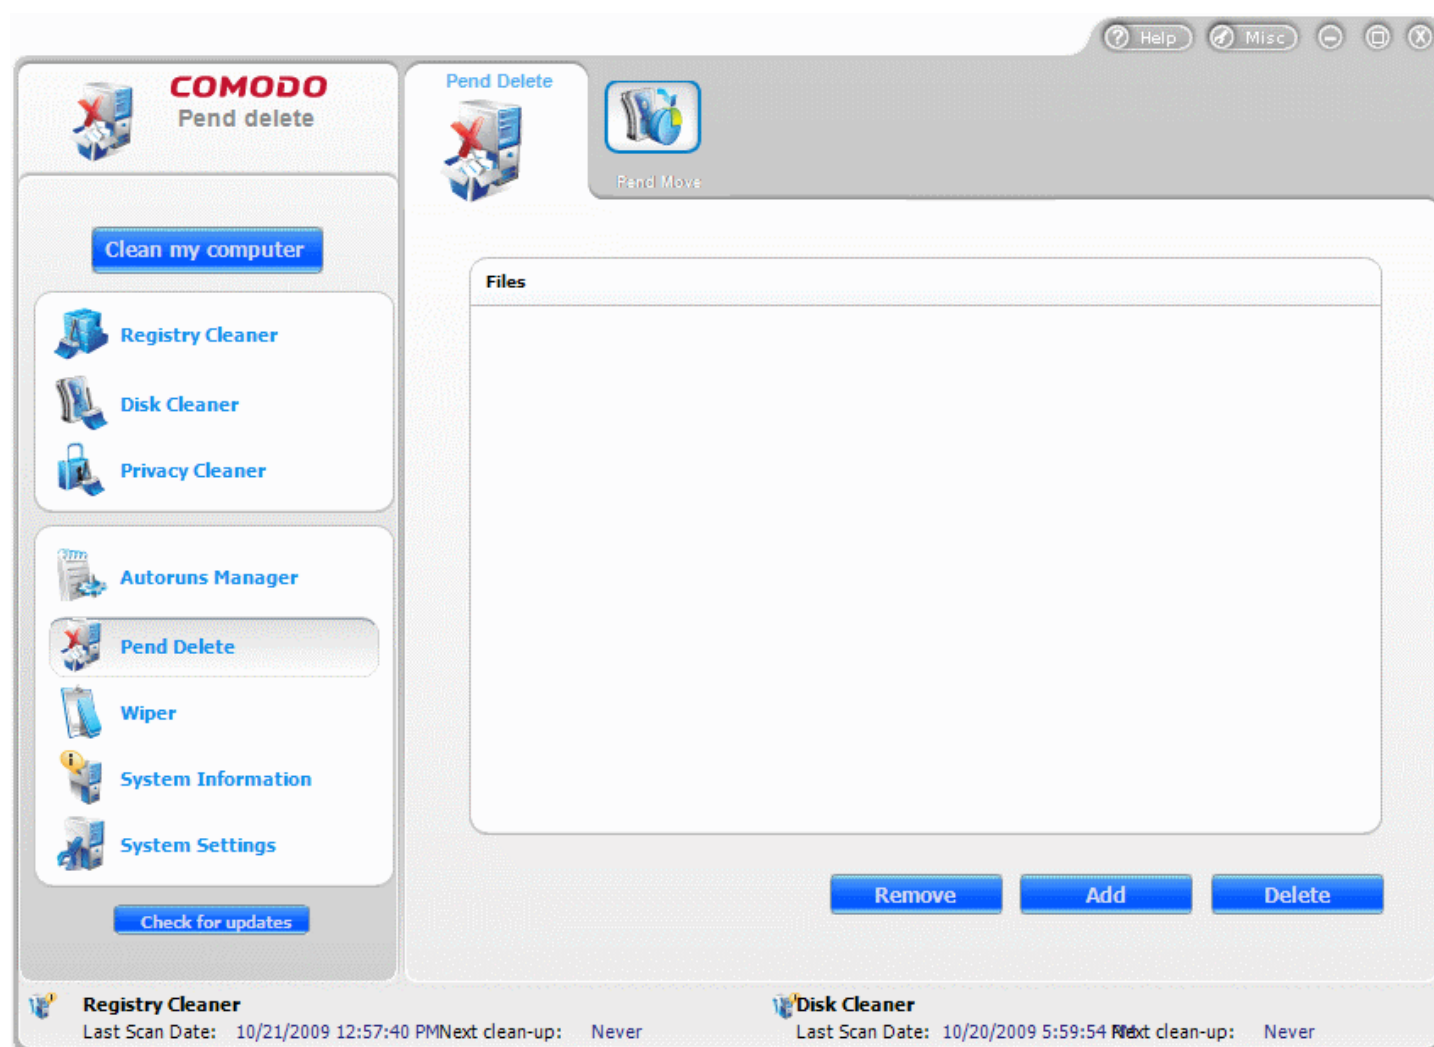 Help
Misc
COMODO
Pend delete
Pend Delete
Pend Move
Clean my computer
Registry Cleaner
Disk Cleaner
Privacy Cleaner
Autoruns Manager
Pend Delete
Wiper
System Information
System Settings
Check for updates
Files
Remove
Add
Delete
Registry Cleaner
Last Scan Date: 10/21/2009 12:57:40 PMNext clean-up: Never
Disk Cleaner
Last Scan Date: 10/20/2009 5:59:54 PMNext clean-up: Never